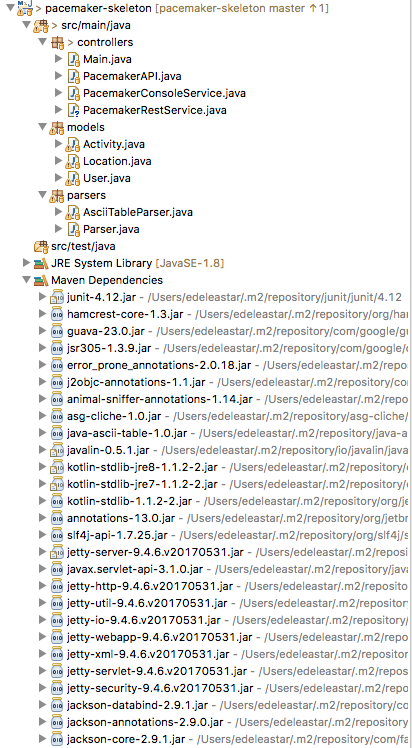 > pacemaker-skeleton [pacemaker-skeleton master ↑1]
> src/main/java
> controllers
Main.java
PacemakerAPI.java
PacemakerConsoleService.java
PacemakerRestService.java
models
Activity.java
Location.java
User.java
parsers
AsciiTableParser.java
Parser.java
src/test/java
JRE System Library [JavaSE-1.8]
Maven Dependencies
junit-4.12.jar - /Users/edeleastar/.m2/repository/junit/junit/4.12
hamcrest-core-1.3.jar - /Users/edeleastar/.m2/repository/org/har
guava-23.0.jar - /Users/edeleastar/.m2/repository/com/google/g
jsr305-1.3.9.jar - /Users/edeleastar/.m2/repository/com/google/
error_prone_annotations-2.0.18.jar - /Users/edeleastar/.m2/rep
j2objc-annotations-1.1.jar - /Users/edeleastar/.m2/repository/co
animal-sniffer-annotations-1.14.jar - /Users/edeleastar/.m2/repo
asg-cliche-1.0.jar - /Users/edeleastar/.m2/repository/asg-cliche/
java-ascii-table-1.0.jar - /Users/edeleastar/.m2/repository/java-a
javalin-0.5.1.jar - /Users/edeleastar/.m2/repository/io/javalin/java
kotlin-stdlib-jre8-1.1.2-2.jar - /Users/edeleastar/.m2/repository/
kotlin-stdlib-jre7-1.1.2-2.jar - /Users/edeleastar/.m2/repository/
kotlin-stdlib-1.1.2-2.jar - /Users/edeleastar/.m2/repository/org/je
annotations-13.0.jar - /Users/edeleastar/.m2/repository/org/jetbr
slf4j-api-1.7.25.jar - /Users/edeleastar/.m2/repository/org/slf4j/s
jetty-server-9.4.6.v20170531.jar - /Users/edeleastar/.m2/reposit
javax.servlet-api-3.1.0.jar - /Users/edeleastar/.m2/repository/java
jetty-http-9.4.6.v20170531.jar - /Users/edeleastar/.m2/reposito
jetty-util-9.4.6.v20170531.jar - /Users/edeleastar/.m2/repository
jetty-io-9.4.6.v20170531.jar - /Users/edeleastar/.m2/repository/
jetty-webapp-9.4.6.v20170531.jar - /Users/edeleastar/.m2/repos
jetty-xml-9.4.6.v20170531.jar - /Users/edeleastar/.m2/repositor
jetty-servlet-9.4.6.v20170531.jar - /Users/edeleastar/.m2/reposi
jetty-security-9.4.6.v20170531.jar - /Users/edeleastar/.m2/repos
jackson-databind-2.9.1.jar - /Users/edeleastar/.m2/repository/co
jackson-annotations-2.9.0.jar - /Users/edeleastar/.m2/repository
jackson-core-2.9.1.jar - /Users/edeleastar/.m2/repository/com/fa